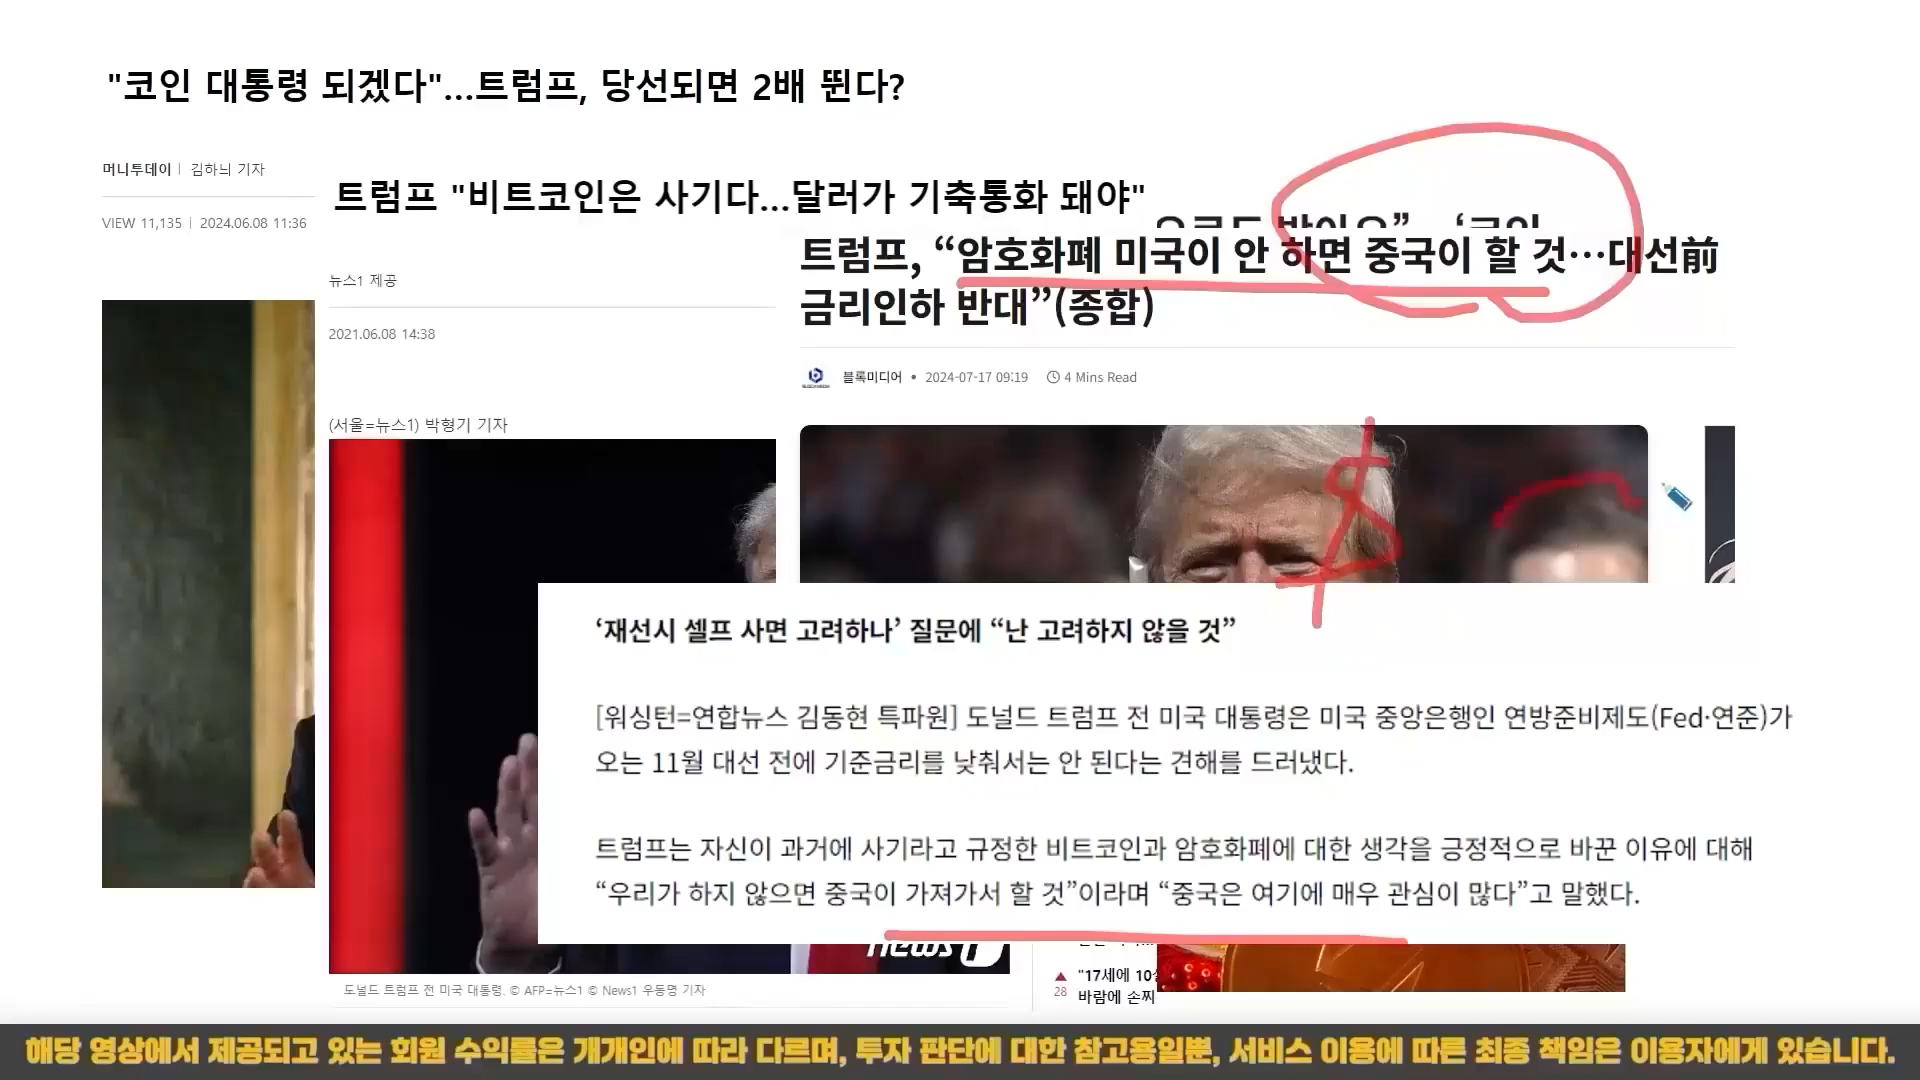 "코인 대통령 되겠다"...트럼프, 당선되면 2배 뛴다?
머니투데이 | 김하늬 기자
VIEW 11,135 | 2024.06.08 11:36
트럼프 "비트코인은 사기다...달러가 기축통화 돼야"
뉴스1 제공
2021.06.08 14:38
(서울=뉴스1) 박형기 기자
트럼프, “암호화폐 미국이 안 하면 중국이 할 것…대선前
금리인하 반대”(종합)
블록미디어 • 2024-07-17 09:19 4 Mins Read
$
‘재선시 셀프 사면 고려하나’ 질문에 “난 고려하지 않을 것”
[워싱턴=연합뉴스 김동현 특파원] 도널드 트럼프 전 미국 대통령은 미국 중앙은행인 연방준비제도(Fed·연준)가
오는 11월 대선 전에 기준금리를 낮춰서는 안 된다는 견해를 드러냈다.
트럼프는 자신이 과거에 사기라고 규정한 비트코인과 암호화폐에 대한 생각을 긍정적으로 바꾼 이유에 대해
“우리가 하지 않으면 중국이 가져가서 할 것”이라며 “중국은 여기에 매우 관심이 많다”고 말했다.
news1
도널드 트럼프 전 미국 대통령. © AFP=뉴스1 © News1 우동명 기자
"17세에 10
28 바람에 손찌
해당 영상에서 제공되고 있는 회원 수익률은 개개인에 따라 다르며, 투자 판단에 대한 참고용일뿐, 서비스 이용에 따른 최종 책임은 이용자에게 있습니다.